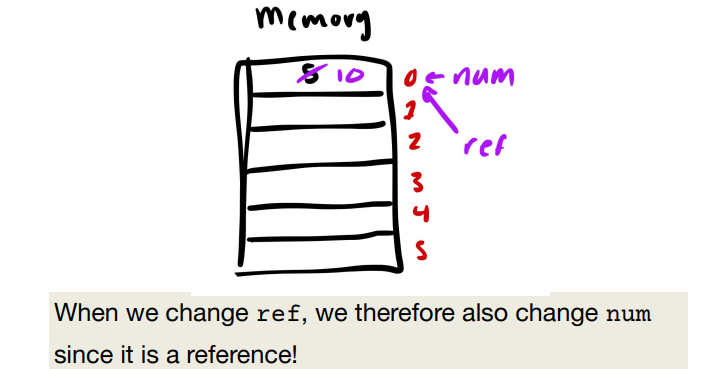 memory
5 10 0 ← num
1
2 ref
3
4
5
When we change ref, we therefore also change num
since it is a reference!